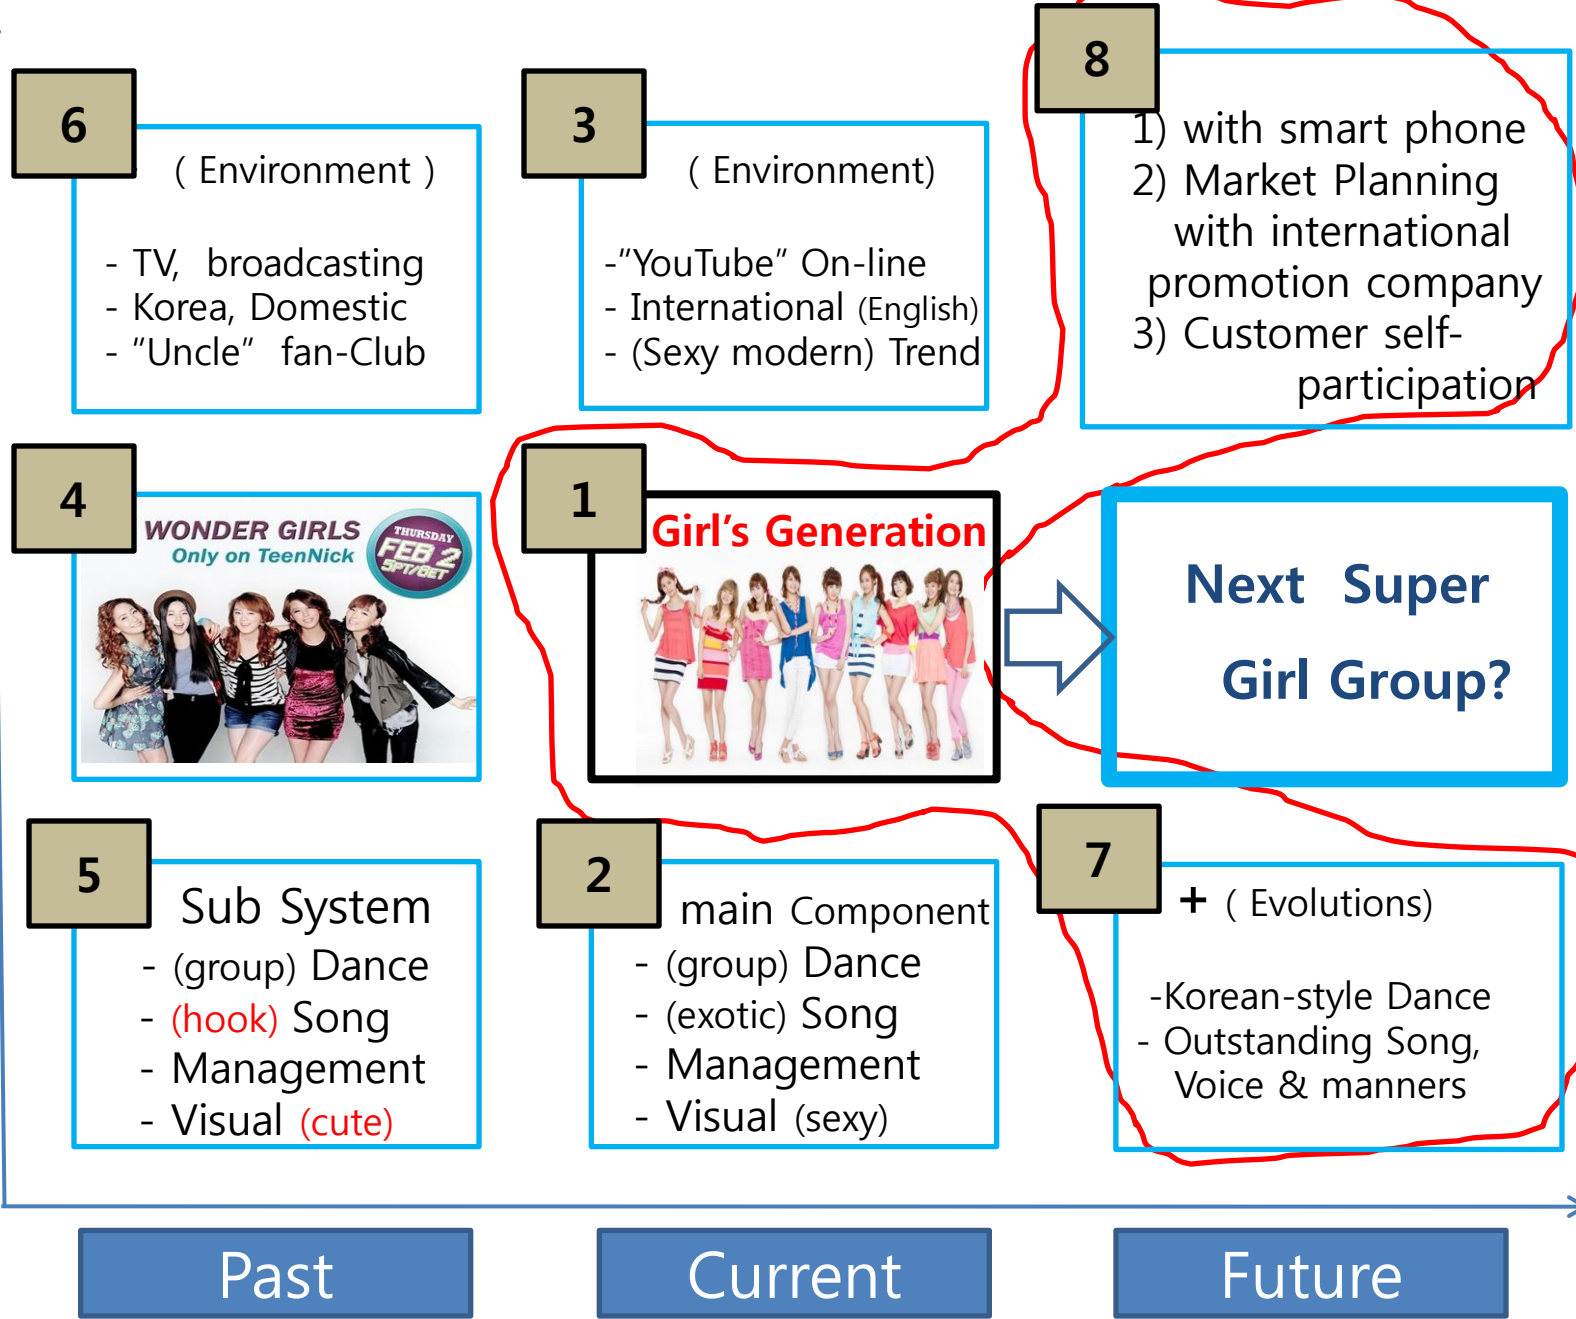 6
( Environment )
- TV, broadcasting
- Korea, Domestic
- “Uncle” fan-Club
3
( Environment)
-“YouTube” On-line
- International (English)
- (Sexy modern) Trend
8
1) with smart phone
2) Market Planning
with international
promotion company
3) Customer self-
participation
4
WONDER GIRLS
Only on TeenNick
THURSDAY
FEB 2
5PT/8ET
1
Girl’s Generation
Next Super
Girl Group?
5
Sub System
- (group) Dance
- (hook) Song
- Management
- Visual (cute)
2
main Component
- (group) Dance
- (exotic) Song
- Management
- Visual (sexy)
7
+ ( Evolutions)
-Korean-style Dance
- Outstanding Song,
Voice & manners
Past
Current
Future